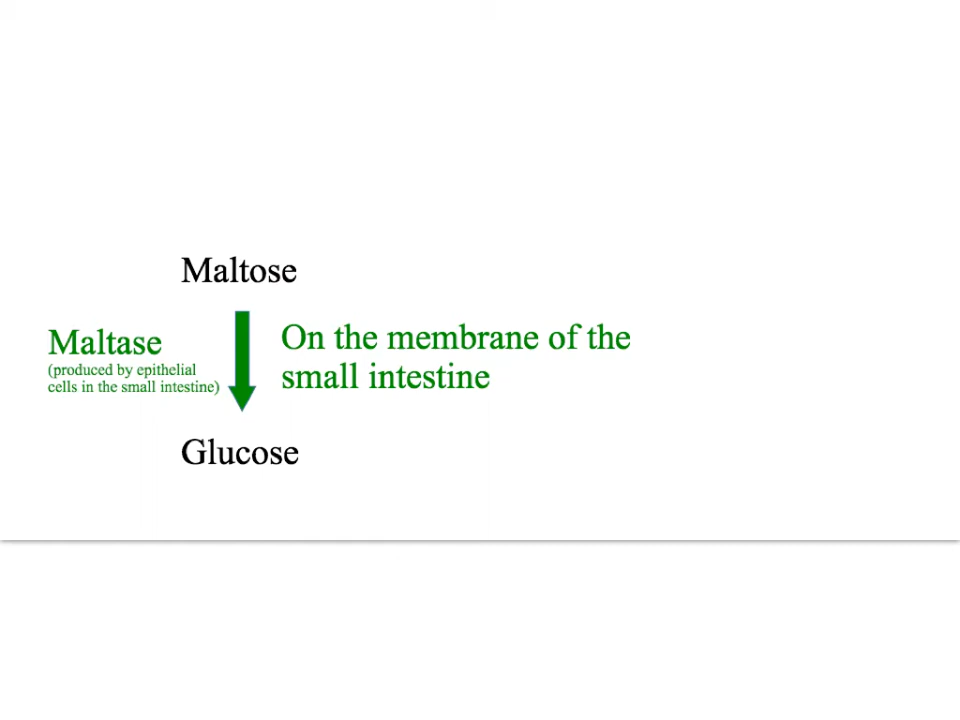 Maltose
Maltase
(produced by epithelial
cells in the small intestine)
On the membrane of the
small intestine
Glucose